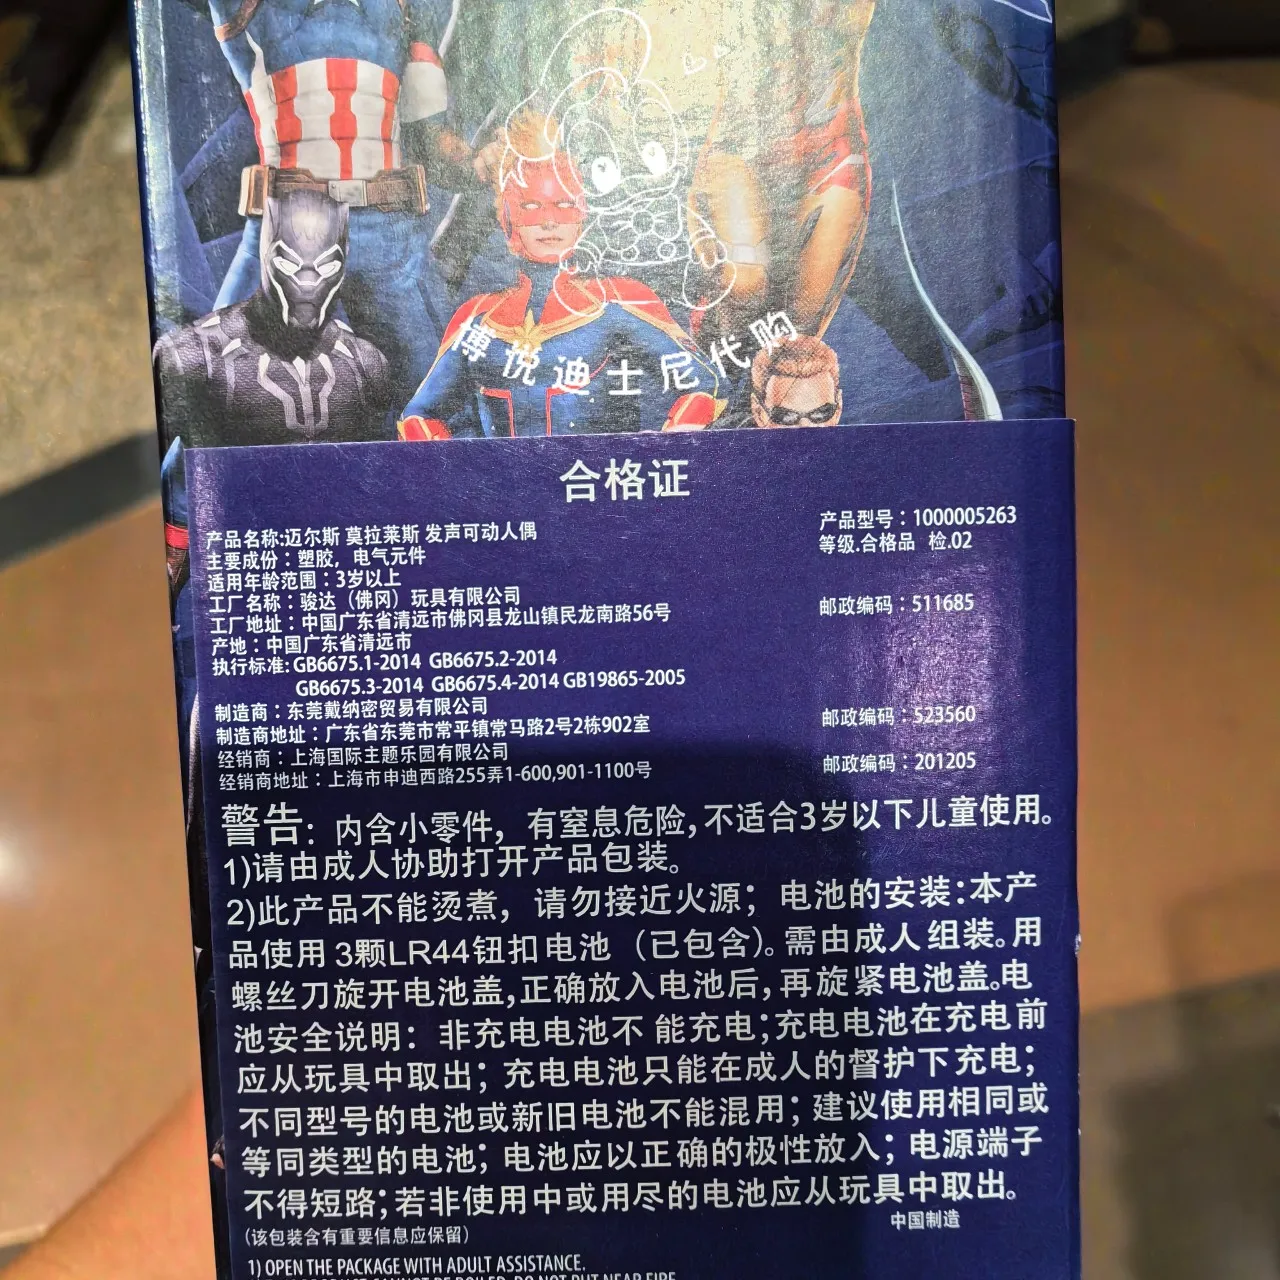 博悦迪士尼代购
合格证
产品名称:迈尔斯 莫拉莱斯 发声可动人偶
产品型号：1000005263
主要成份：塑胶，电气元件
等级.合格品 检.02
适用年龄范围：3岁以上
工厂名称：骏达（佛冈）玩具有限公司
工厂地址：中国广东省清远市佛冈县龙山镇民龙南路56号
邮政编码：511685
产地：中国广东省清远市
执行标准: GB6675.1-2014 GB6675.2-2014
GB6675.3-2014 GB6675.4-2014 GB19865-2005
制造商：东莞戴纳密贸易有限公司
制造商地址：广东省东莞市常平镇常马路2号2栋902室
邮政编码：523560
经销商：上海国际主题乐园有限公司
经销商地址：上海市申迪西路255弄1-600,901-1100号
邮政编码：201205
警告：内含小零件，有窒息危险,不适合3岁以下儿童使用。
1)请由成人协助打开产品包装。
2)此产品不能烫煮，请勿接近火源；电池的安装:本产
品使用 3颗LR44钮扣电池（已包含）。需由成人组装。用
螺丝刀旋开电池盖,正确放入电池后,再旋紧电池盖。电
池安全说明：非充电电池不 能充电;充电电池在充电前
应从玩具中取出；充电电池只能在成人的督护下充电；
不同型号的电池或新旧电池不能混用；建议使用相同或
等同类型的电池；电池应以正确的极性放入；电源端子
不得短路；若非使用中或用尽的电池应从玩具中取出。
中国制造
（该包装含有重要信息应保留）
1) OPEN THE PACKAGE WITH ADULT ASSISTANCE.